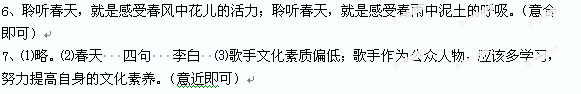 6、聆听春天，就是感受春风中花儿的活力；聆听春天，就是感受春雨中泥土的呼吸。（意合
即可）
7、⑴略。⑵春天···四句···李白··⑶歌手文化素质偏低；歌手作为公众人物，应该多学习，
努力提高自身的文化素养。（意近即可）